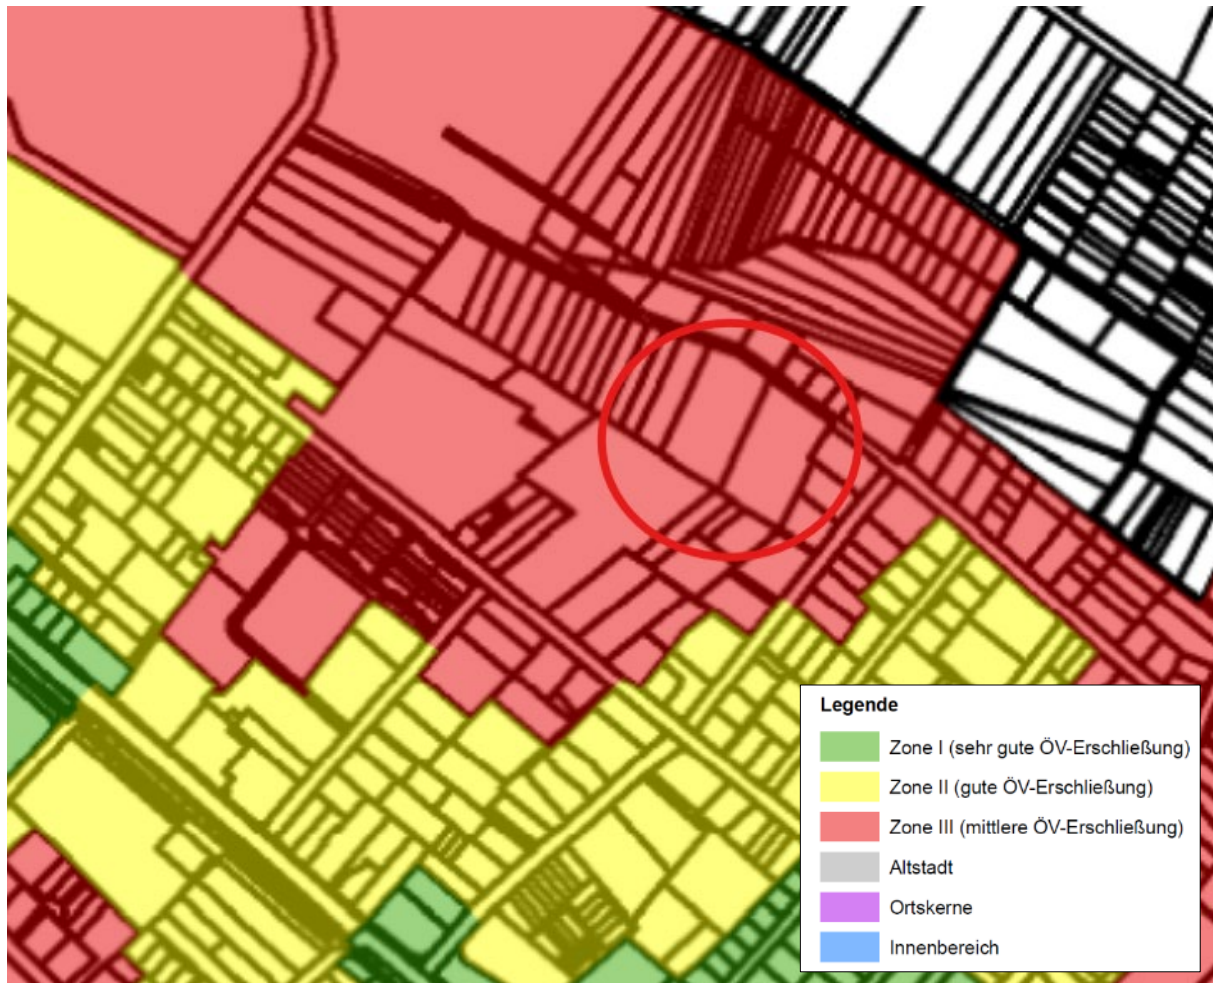 Legende
Zone I (sehr gute ÖV-Erschließung)
Zone II (gute ÖV-Erschließung)
Zone III (mittlere ÖV-Erschließung)
Altstadt
Ortskerne
Innenbereich